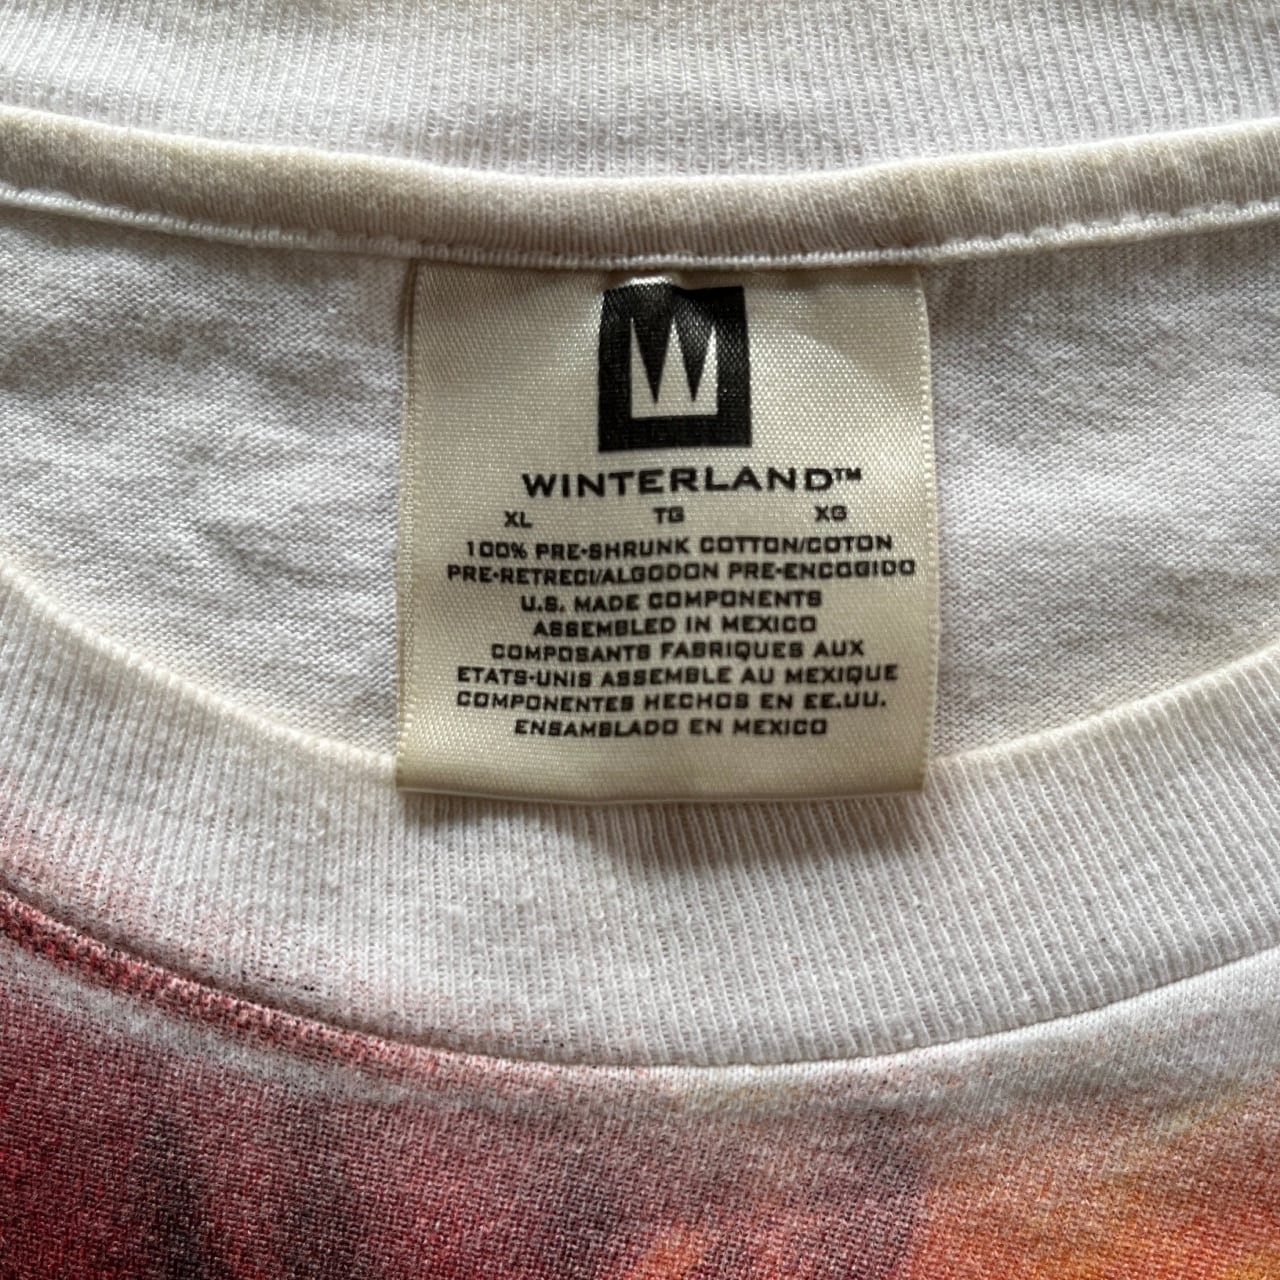 W
WINTERLAND™
XL TG XG
100% PRE-SHRUNK COTTON/COTON
PRE-RETRECI/ALGODON PRE-ENCOGIDO
U.S. MADE COMPONENTS
ASSEMBLED IN MEXICO
COMPOSANTS FABRIQUES AUX
ETATS-UNIS ASSEMBLE AU MEXIQUE
COMPONENTES HECHOS EN EE.UU.
ENSAMBLADO EN MEXICO